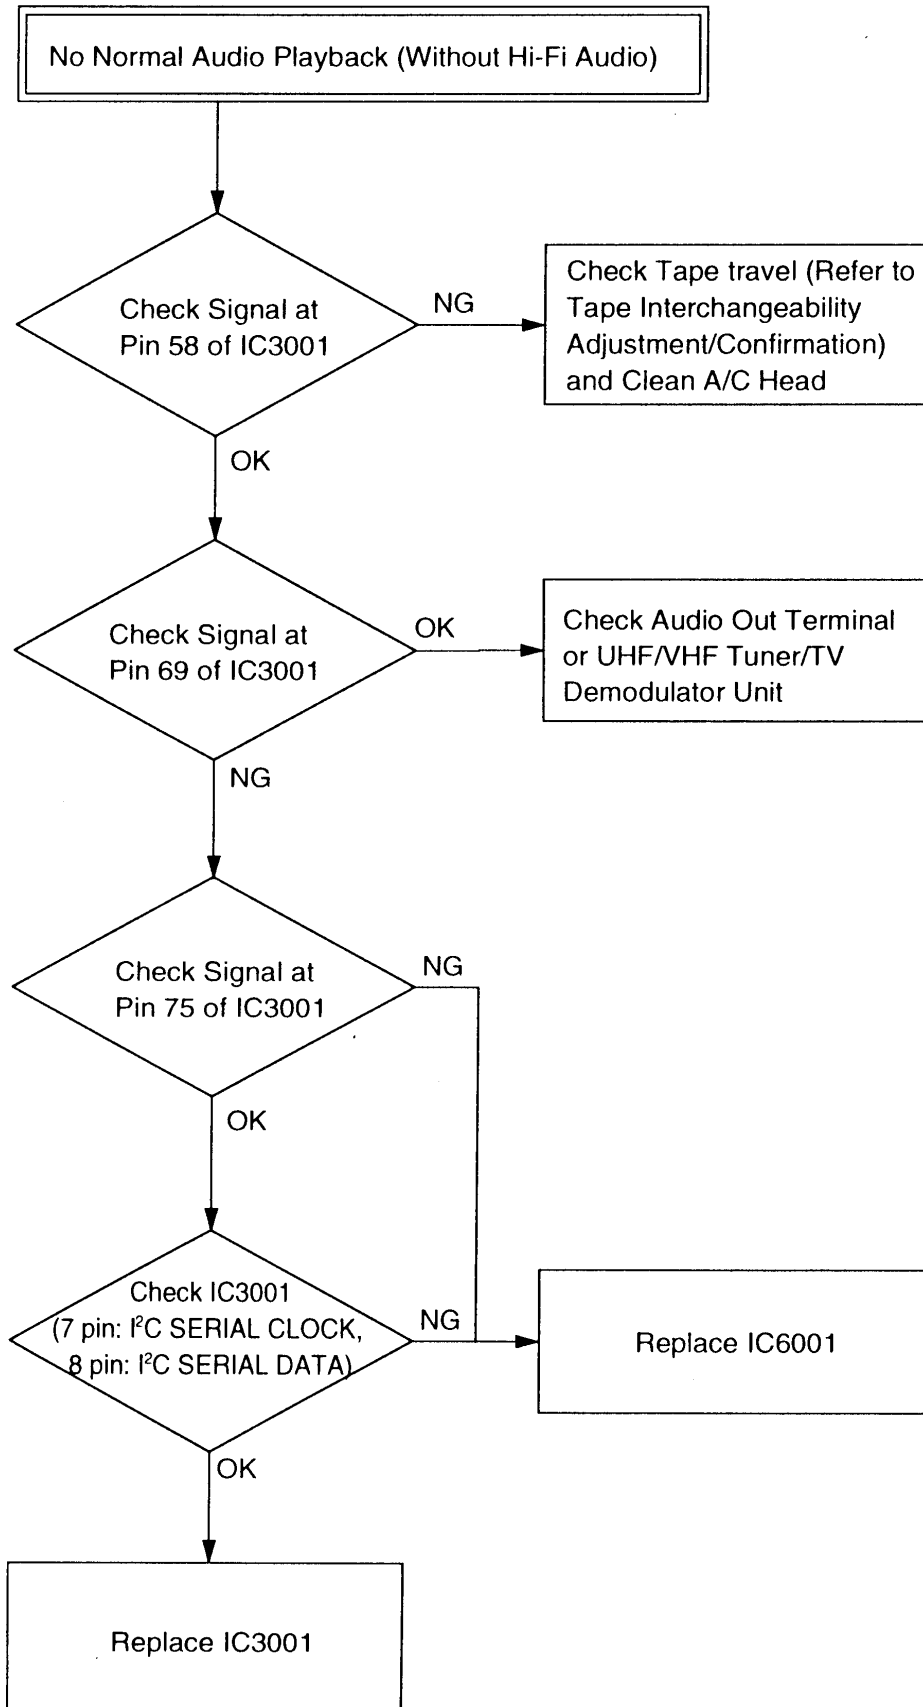 No Normal Audio Playback (Without Hi-Fi Audio)
Check Signal at
Pin 58 of IC3001
NG
Check Tape travel (Refer to
Tape Interchangeability
Adjustment/Confirmation)
and Clean A/C Head
OK
Check Signal at
Pin 69 of IC3001
OK
Check Audio Out Terminal
or UHF/VHF Tuner/TV
Demodulator Unit
NG
Check Signal at
Pin 75 of IC3001
NG
OK
Check IC3001
(7 pin: I²C SERIAL CLOCK,
8 pin: I²C SERIAL DATA)
NG
Replace IC6001
OK
Replace IC3001